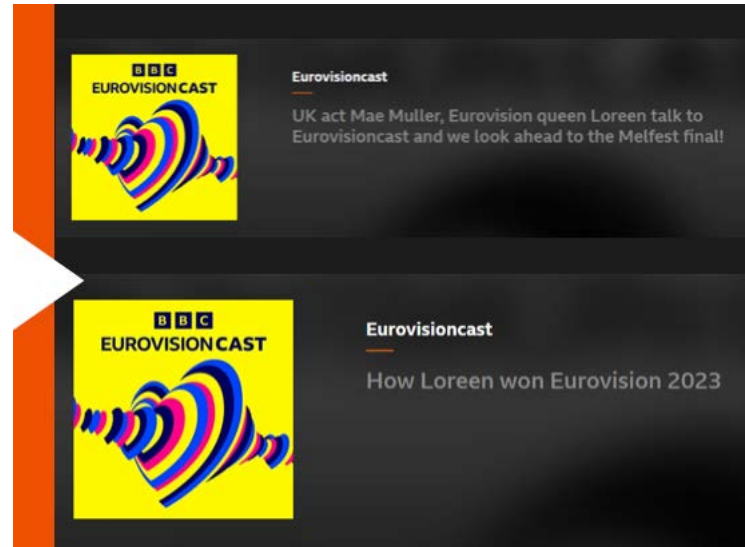 BBC
EUROVISION CAST
Eurovisioncast
UK act Mae Muller, Eurovision queen Loreen talk to
Eurovisioncast and we look ahead to the Melfest final!
BBC
EUROVISION CAST
Eurovisioncast
How Loreen won Eurovision 2023